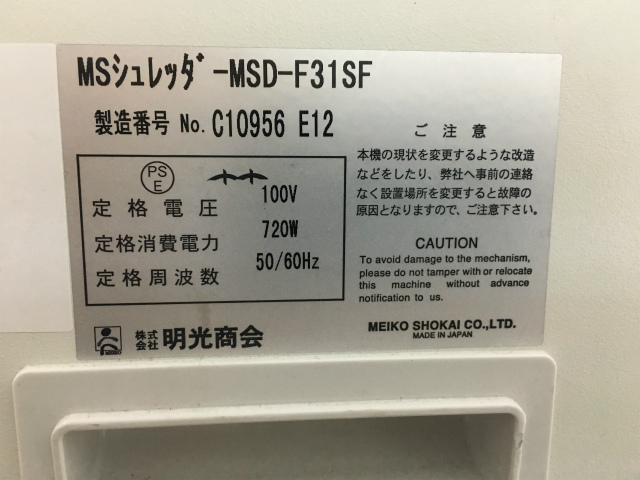 MSシュレッダ゛-MSD-F31SF
製造番号 No. C10956 E12
PS
E
定格電圧 100V
定格消費電力 720W
定格周波数 50/60Hz
ご注意
本機の現状を変更するような改造
などをしたり、弊社へ事前の連絡
なく設置場所を変更すると故障の
原因となりますので、ご注意下さい。
CAUTION
To avoid damage to the mechanism,
please do not tamper with or relocate
this machine without advance
notification to us.
株式会社 明光商会
MEIKO SHOKAI CO.,LTD.
MADE IN JAPAN